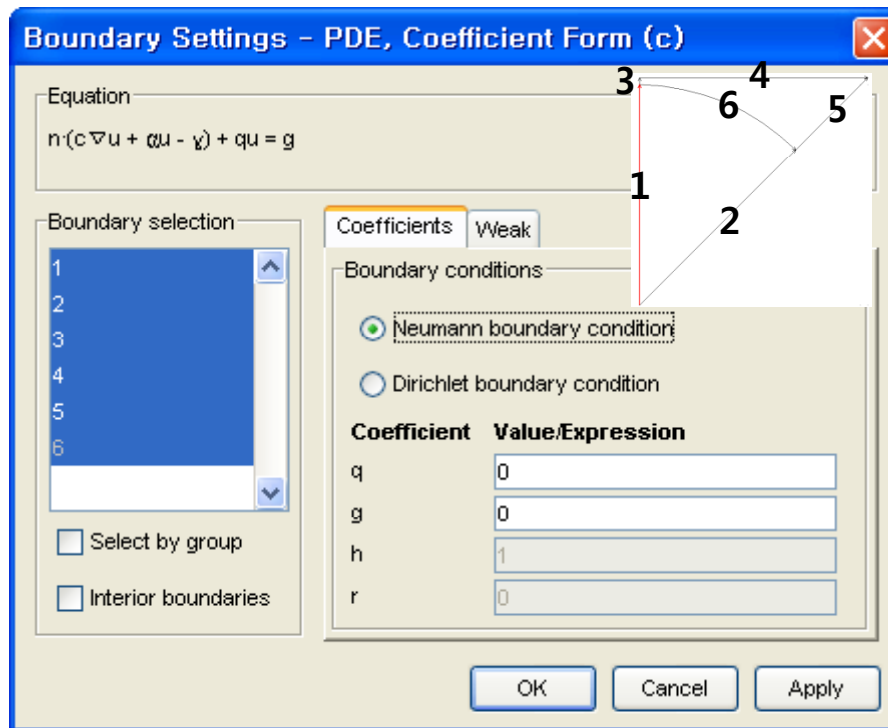 Boundary Settings - PDE, Coefficient Form (c)
Equation
n·(c∇u + αu - γ) + qu = g
3
4
6
5
1
2
Boundary selection
1
2
3
4
5
6
Select by group
Interior boundaries
Coefficients
Weak
Boundary conditions
Neumann boundary condition
Dirichlet boundary condition
Coefficient Value/Expression
q 0
g 0
h 1
r 0
OK Cancel Apply